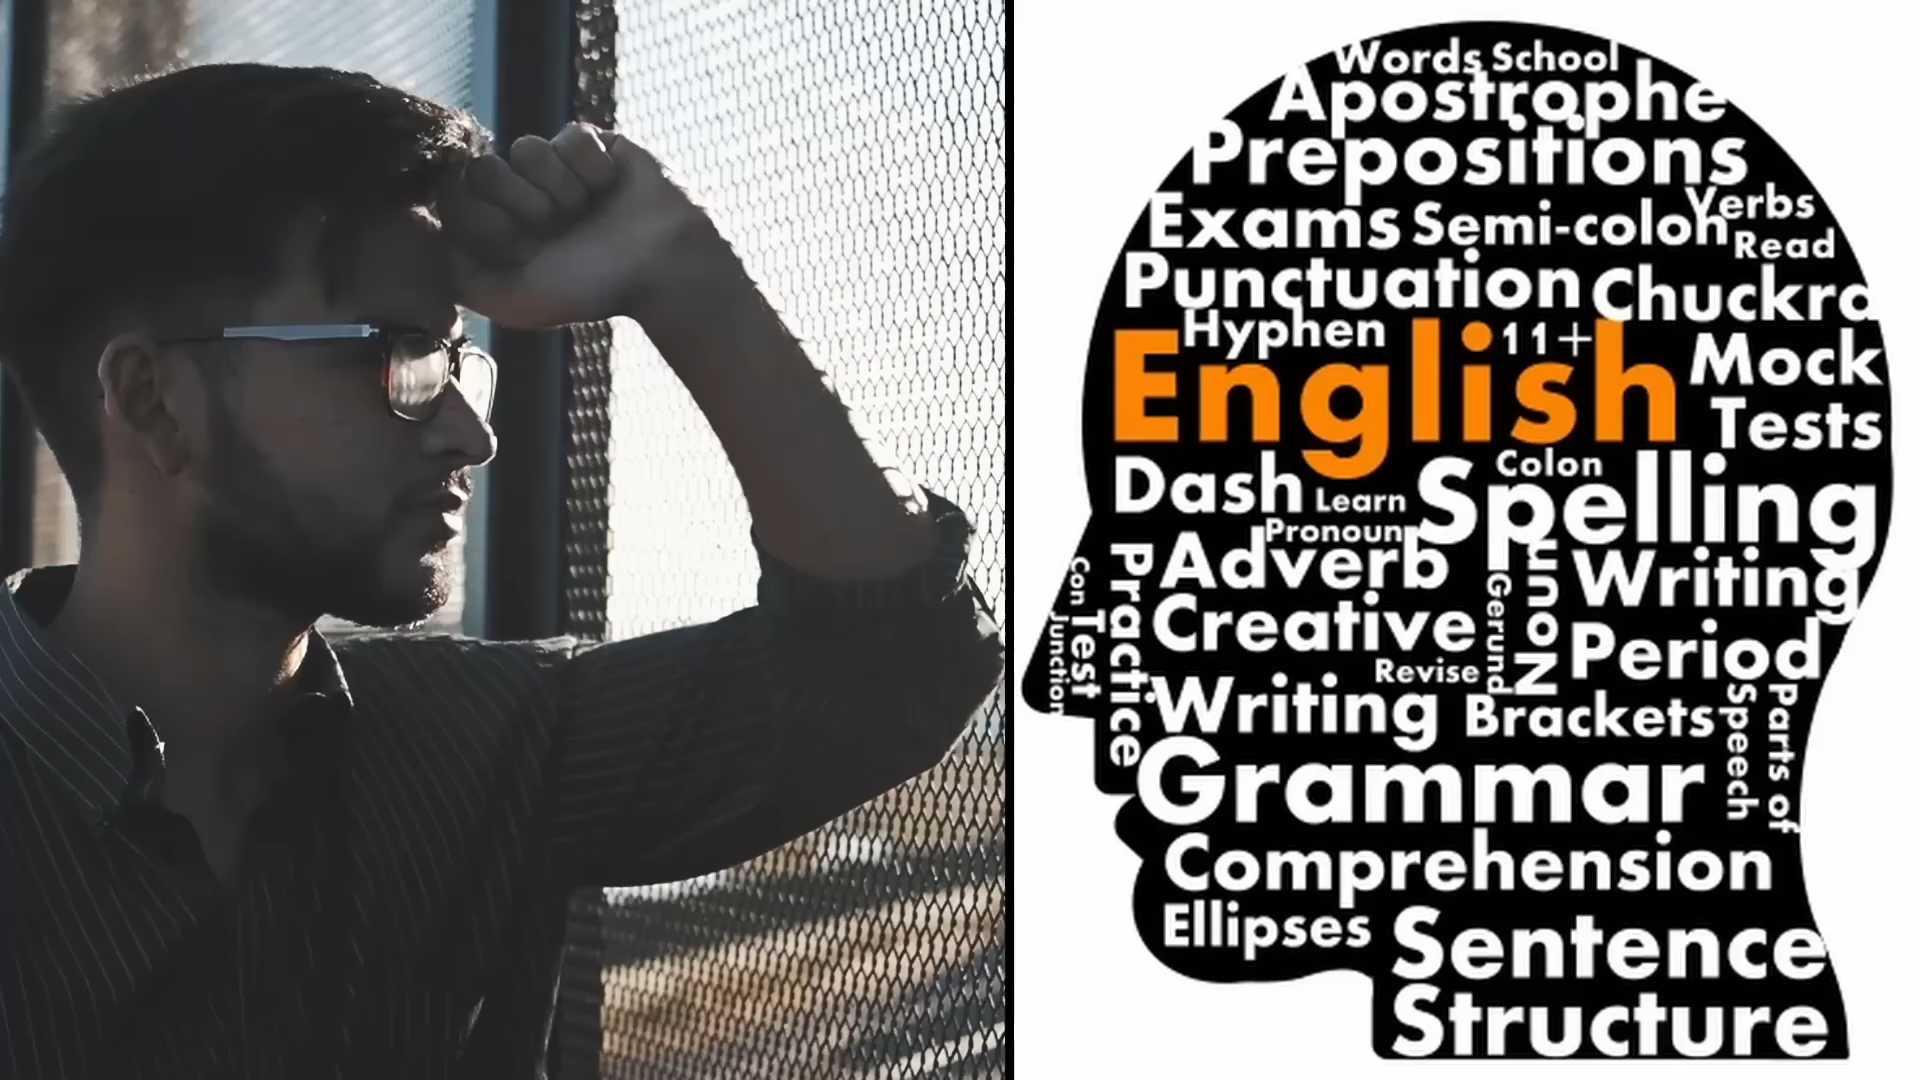 Words School
Apostrophe
Prepositions
Verbs
Exams Semi-colon
Read
Punctuation Chuckra
Hyphen 11+
English Mock
Tests
Colon
Dash Learn Spelling
Pronoun
Adverb Noun Writing
Con
junction
Test
Practice
Creative Gerund Period
Revise
Writing Brackets
Speech
Parts of
Grammar
Comprehension
Ellipses Sentence
Structure